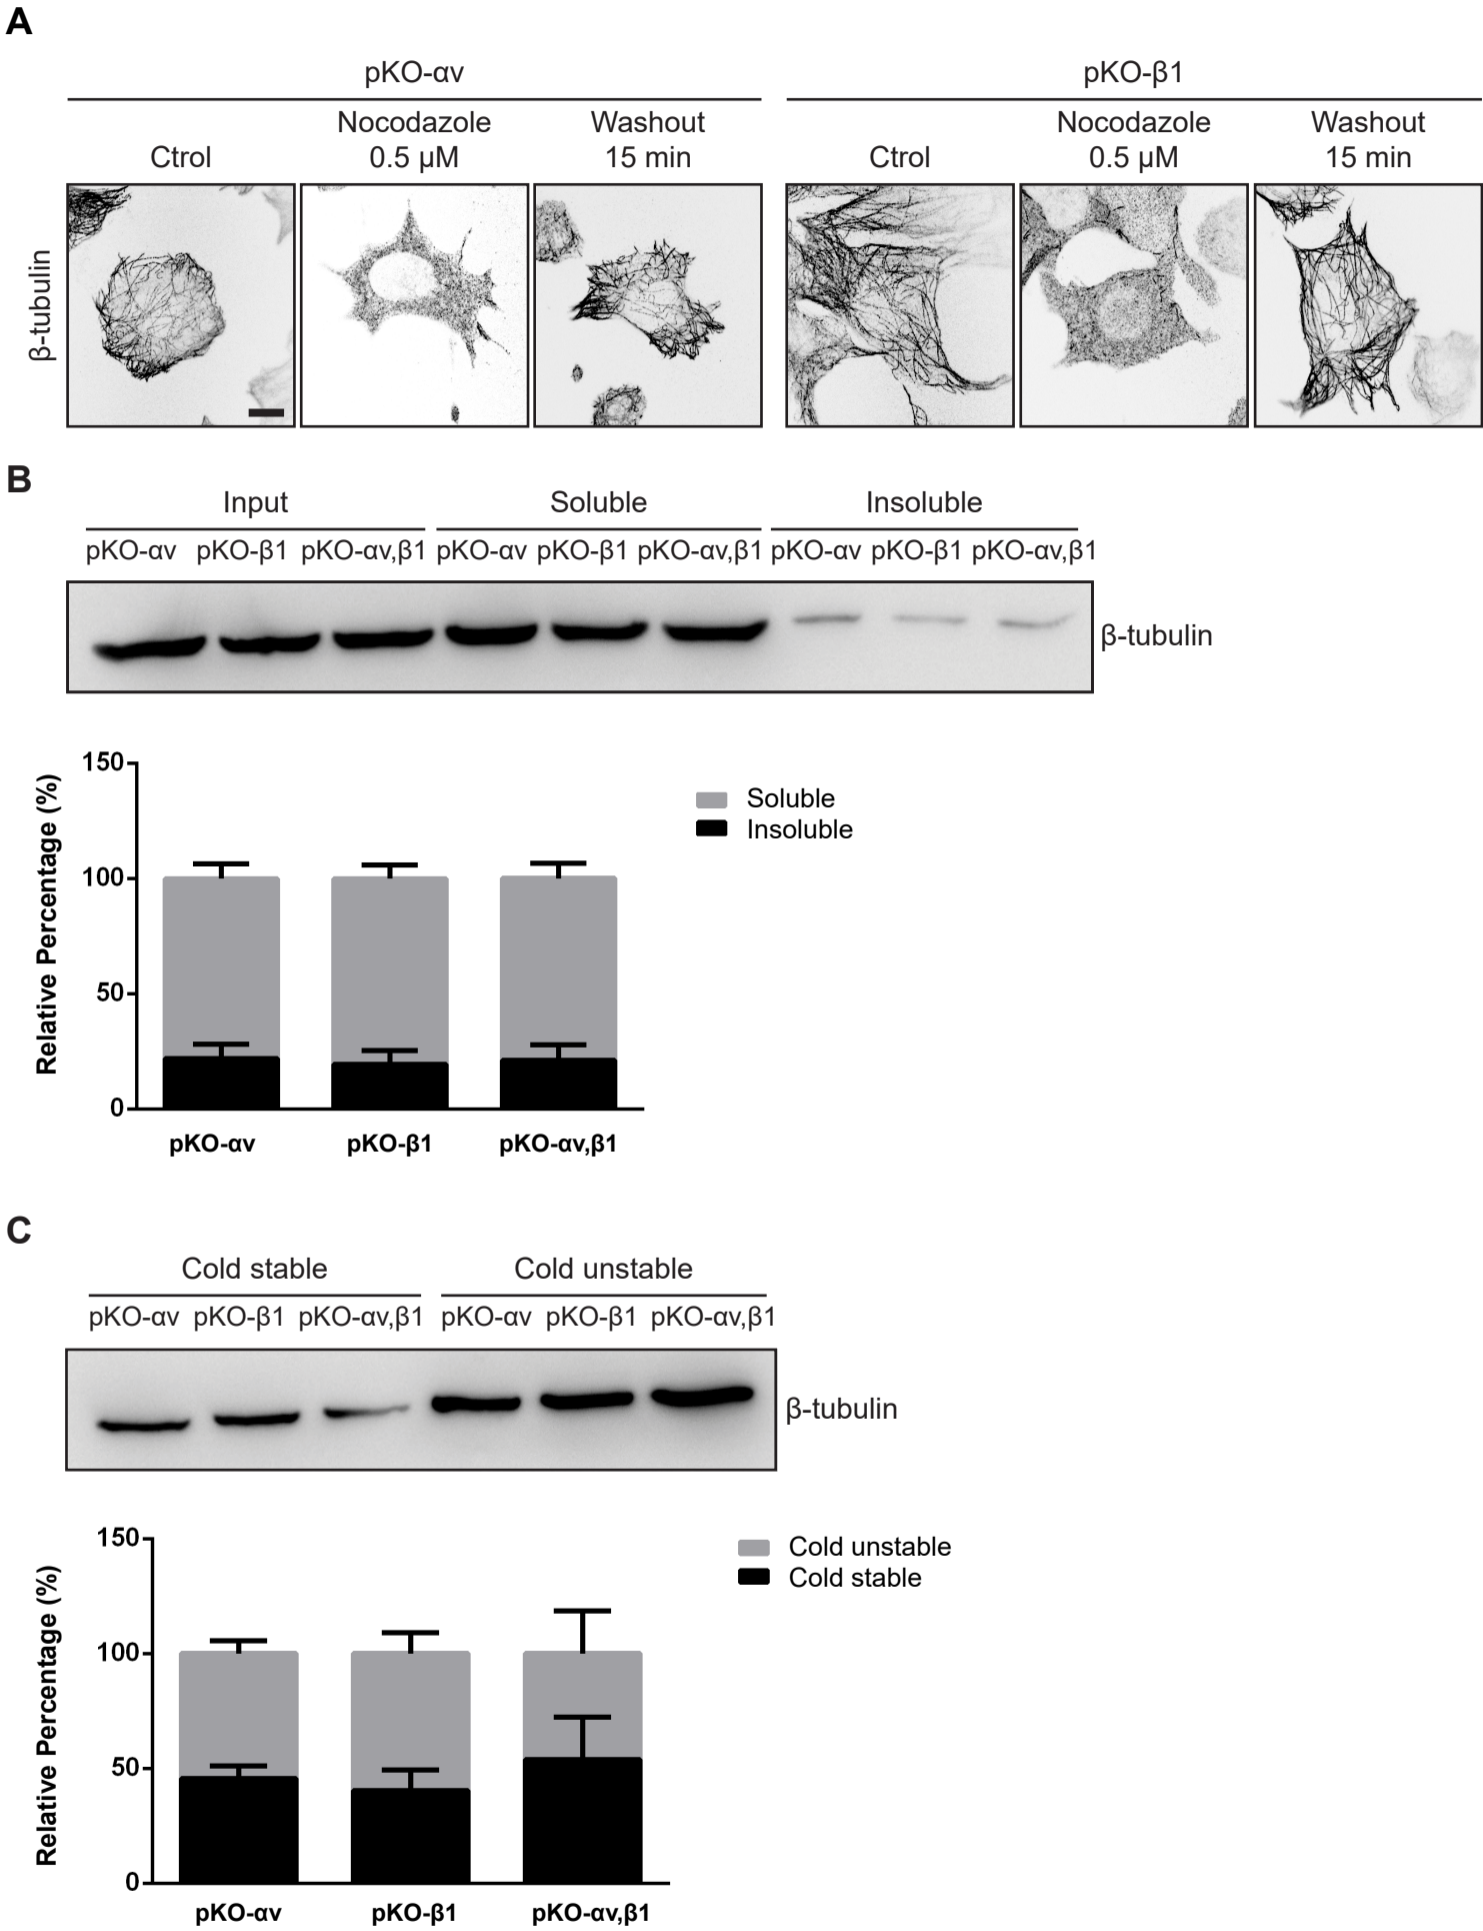 A
pKO-αv
pKO-β1
Ctrol
Nocodazole
0.5 µM
Washout
15 min
Ctrol
Nocodazole
0.5 µM
Washout
15 min
β-tubulin
B
Input
Soluble
Insoluble
pKO-αv pKO-β1 pKO-αv,β1 pKO-αv pKO-β1 pKO-αv,β1 pKO-αv pKO-β1 pKO-αv,β1
β-tubulin
Relative Percentage (%)
150
100
50
0
Soluble
Insoluble
pKO-αv
pKO-β1
pKO-αv,β1
C
Cold stable
Cold unstable
pKO-αv pKO-β1 pKO-αv,β1 pKO-αv pKO-β1 pKO-αv,β1
β-tubulin
Relative Percentage (%)
150
100
50
0
Cold unstable
Cold stable
pKO-αv
pKO-β1
pKO-αv,β1